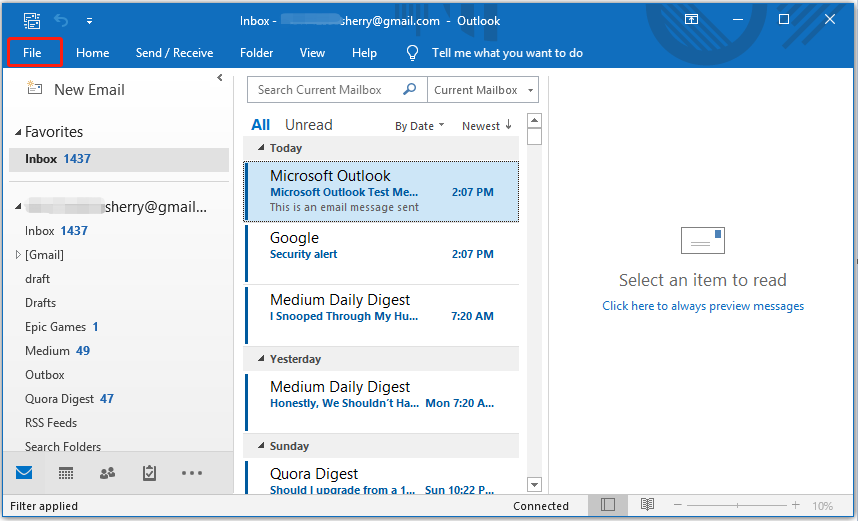 Inbox - sherry@gmail.com - Outlook
File Home Send / Receive Folder View Help Tell me what you want to do
New Email
Favorites
Inbox 1437
sherry@gmail...
Inbox 1437
[Gmail]
draft
Drafts
Epic Games 1
Medium 49
Outbox
Quora Digest 47
RSS Feeds
Search Folders
Search Current Mailbox Current Mailbox
All Unread By Date Newest
Today
Microsoft Outlook
Microsoft Outlook Test Me... 2:07 PM
This is an email message sent
Google
Security alert 2:07 PM
Medium Daily Digest
I Snooped Through My Hu... 7:20 AM
Yesterday
Medium Daily Digest
Honestly, We Shouldn't Ha... Mon 7:20 A...
Sunday
Quora Digest
Should I upgrade from a 1... Sun 10:22 P...
Select an item to read
Click here to always preview messages
Filter applied Connected 10%